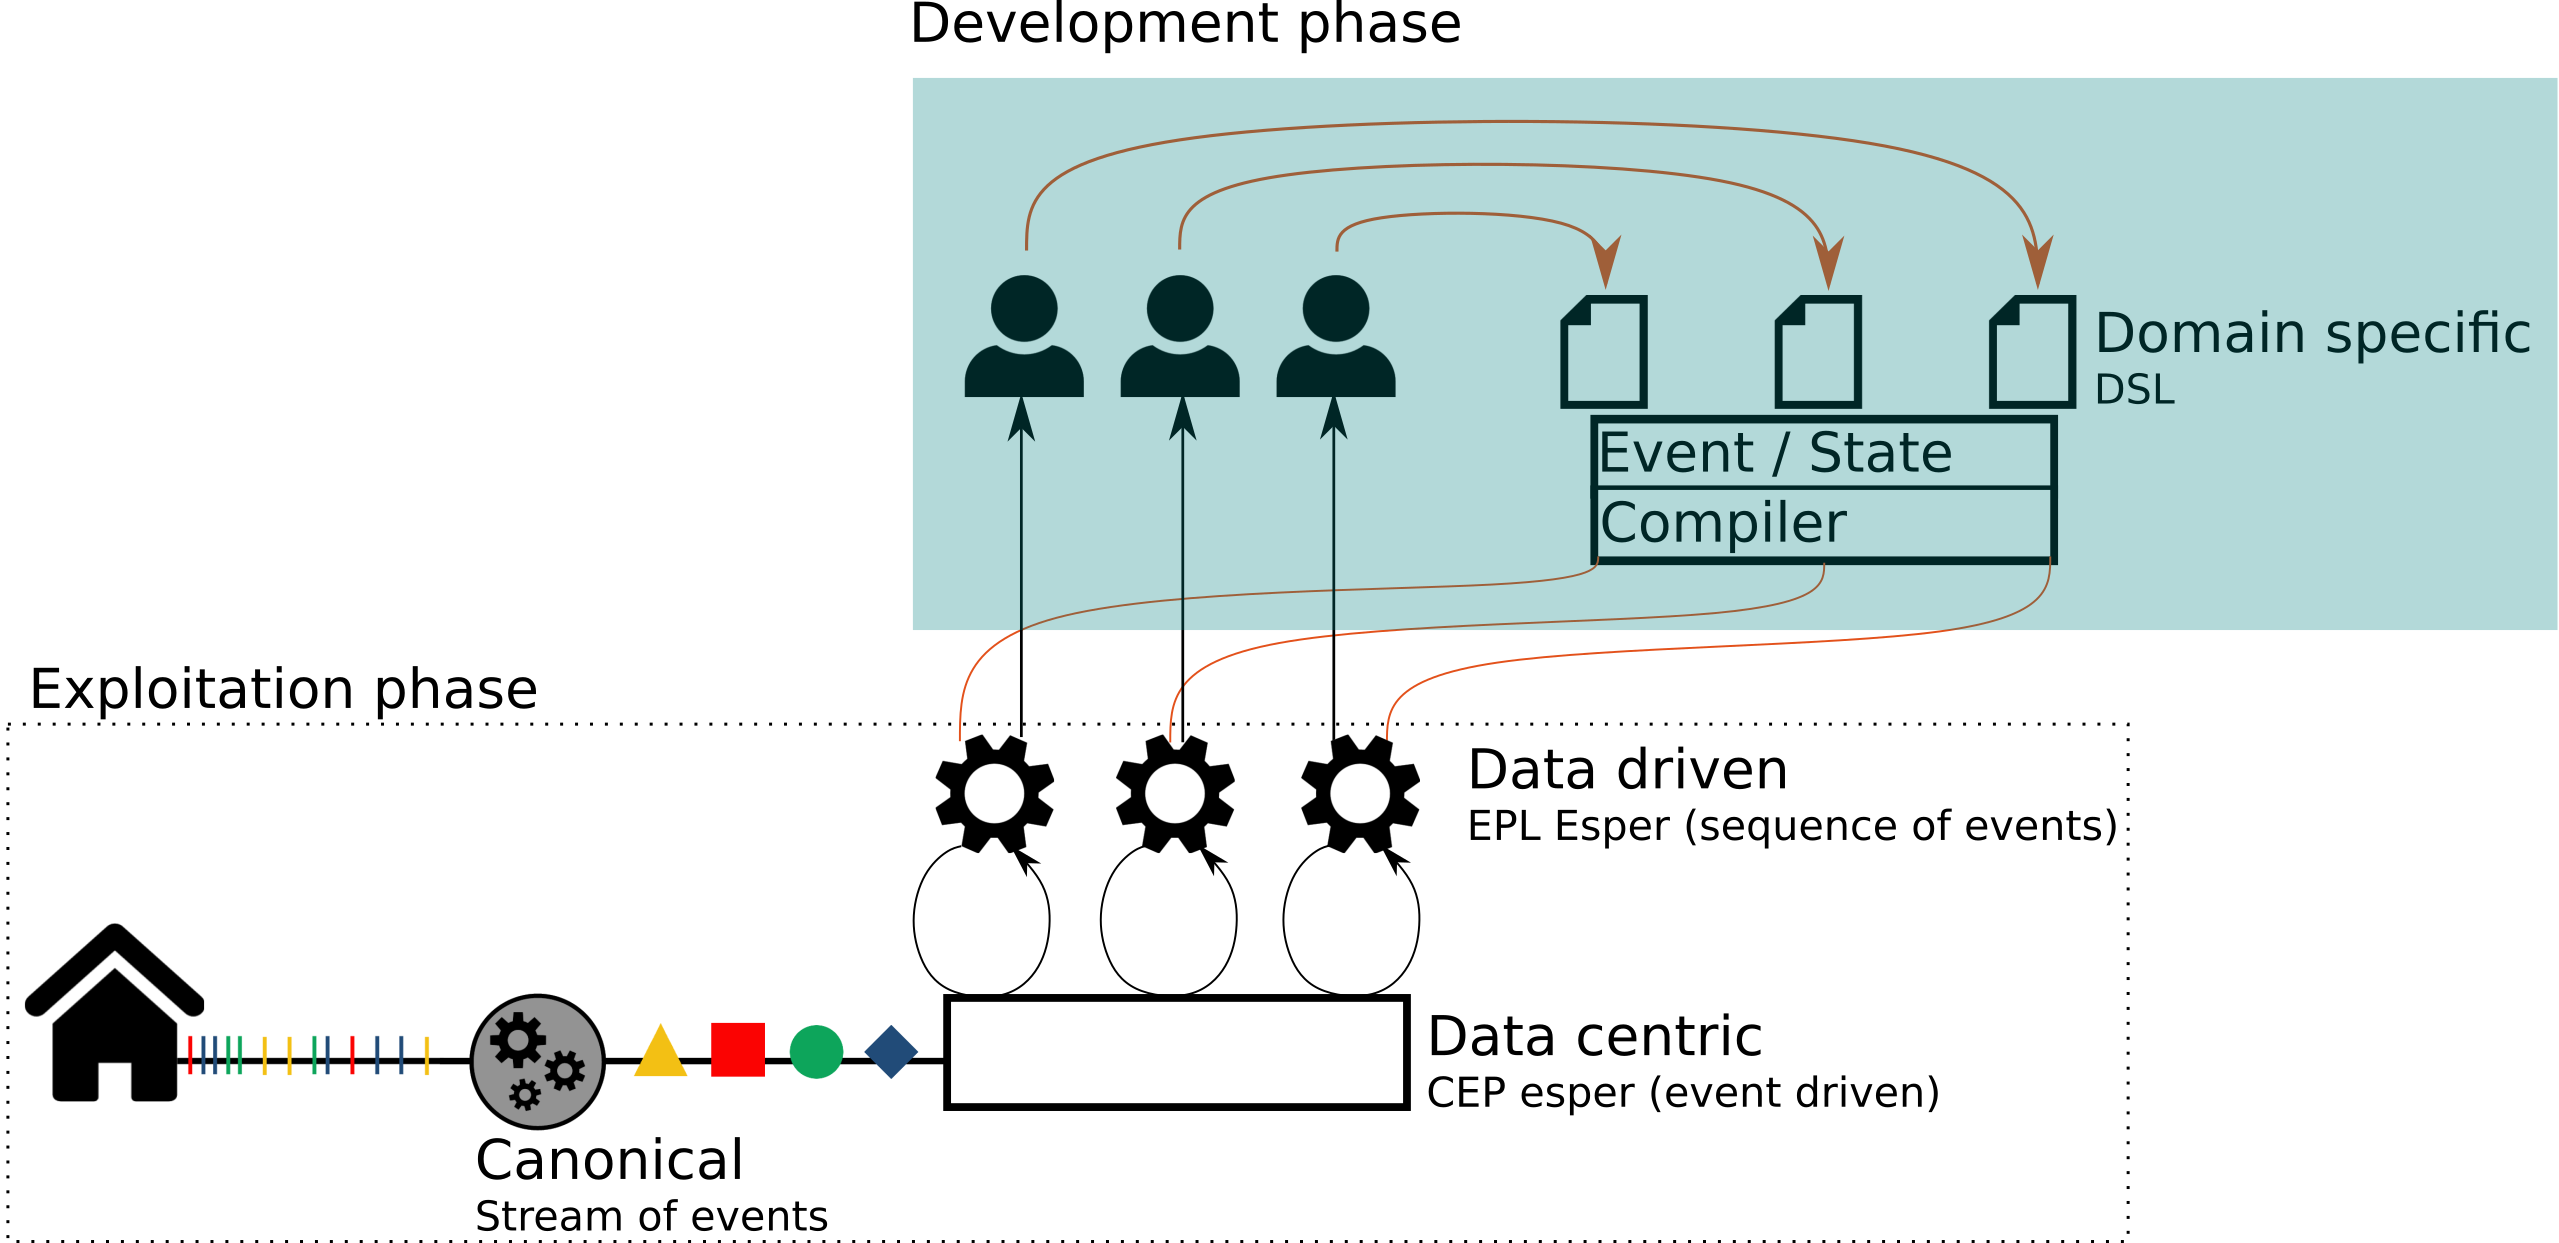 Development phase
Domain specific
DSL
Event / State
Compiler
Exploitation phase
Data driven
EPL Esper (sequence of events)
Data centric
CEP esper (event driven)
Canonical
Stream of events